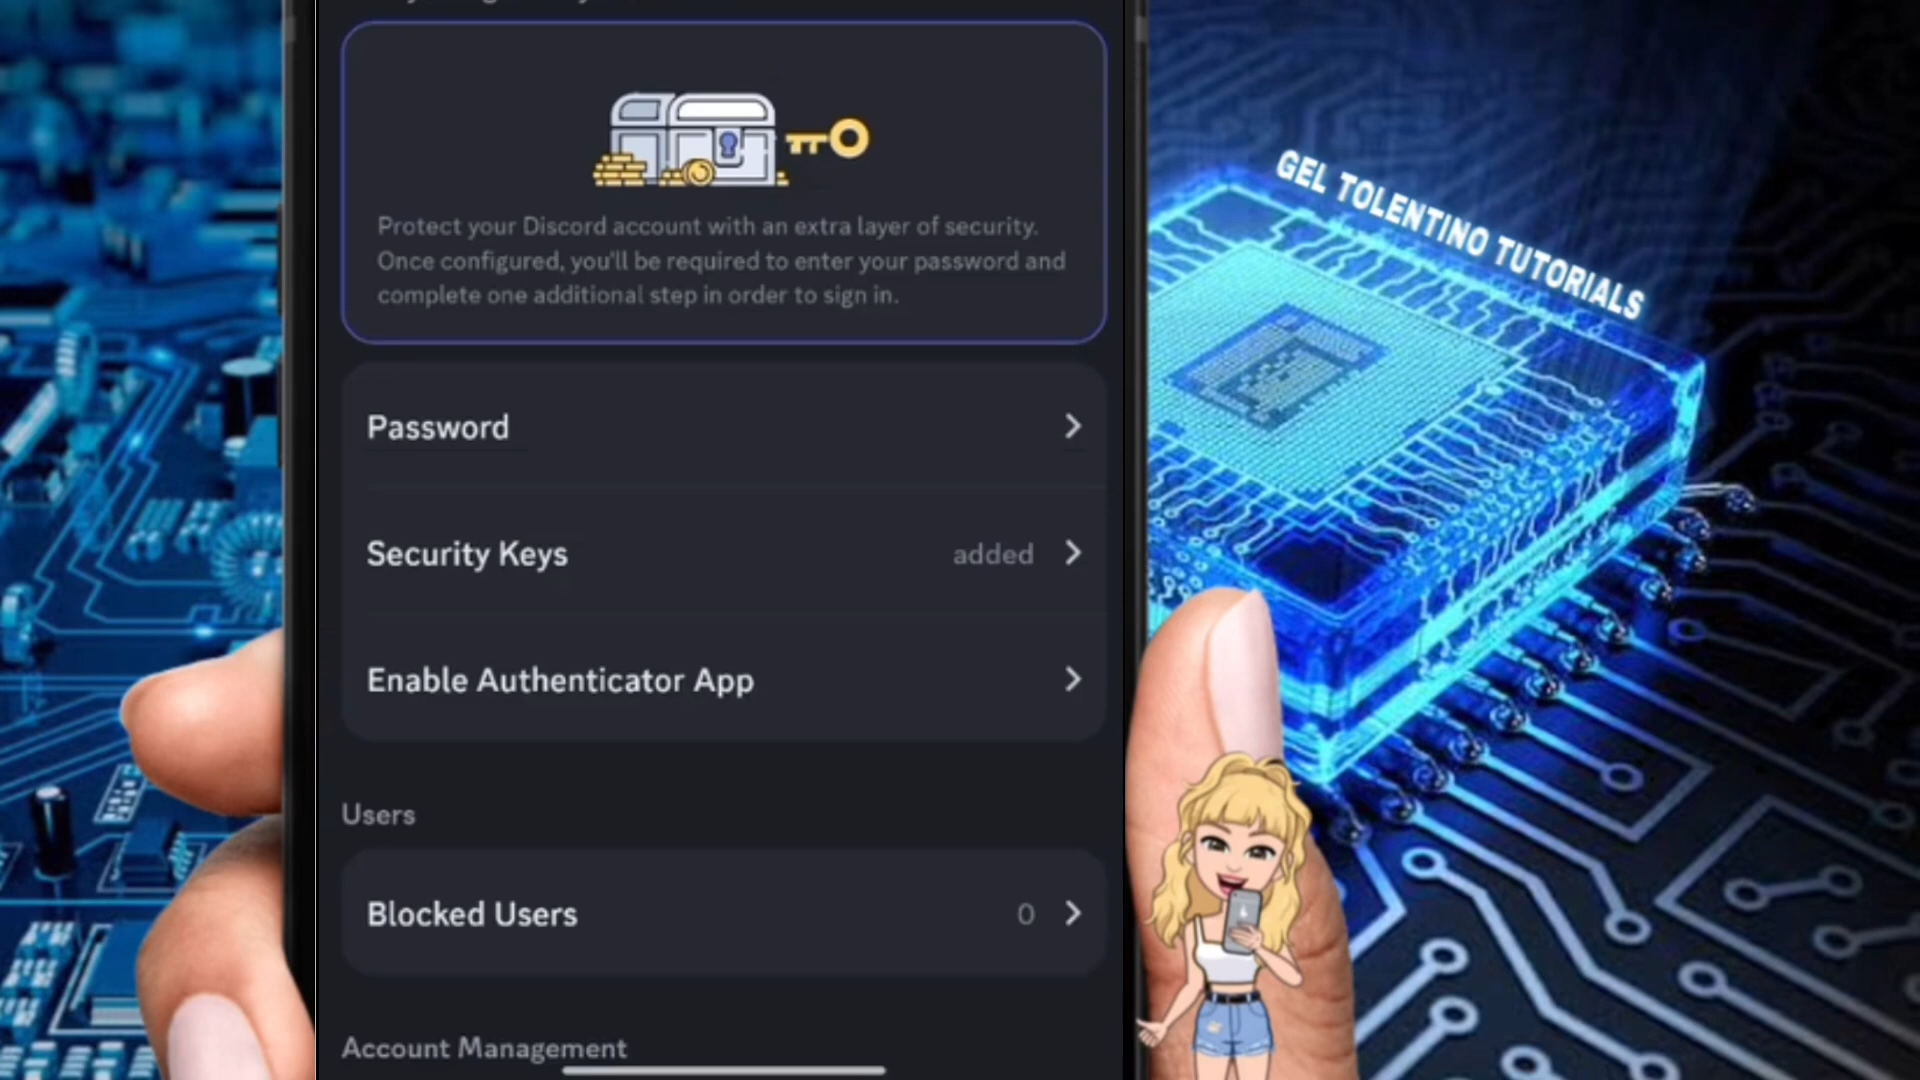 Protect your Discord account with an extra layer of security.
Once configured, you'll be required to enter your password and
complete one additional step in order to sign in.
Password
Security Keys added
Enable Authenticator App
Users
Blocked Users 0
Account Management
GEL TOLENTINO TUTORIALS